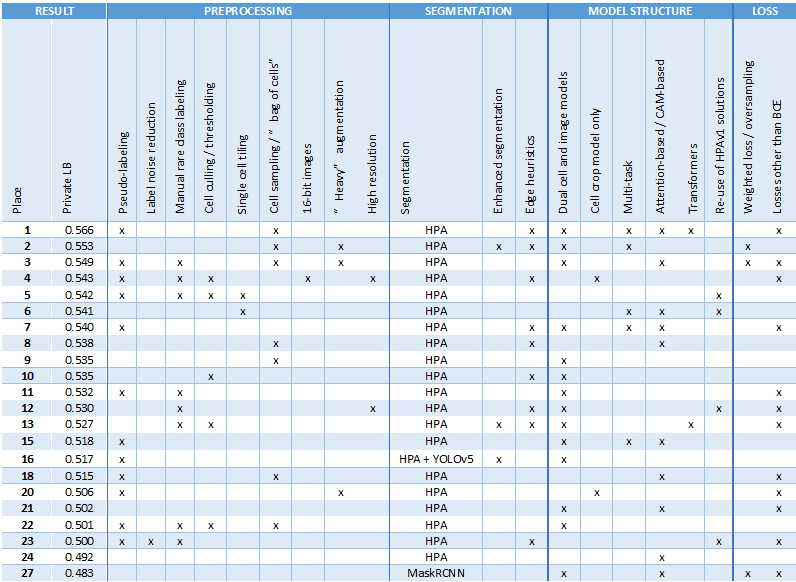 RESULT PREPROCESSING SEGMENTATION MODEL STRUCTURE LOSS
Place Private LB Pseudo-labeling Label noise reduction Manual rare class labeling Cell culling / thresholding Single cell tiling Cell sampling / “ bag of cells” 16-bit images “ Heavy” augmentation High resolution Segmentation Enhanced segmentation Edge heuristics Dual cell and image models Cell crop model only Multi-task Attention-based / CAM-based Transformers Re-use of HPAv1 solutions Weighted loss / oversampling Losses other than BCE
1 0.566 x x HPA x x x x x x
2 0.553 x x HPA x x x x x
3 0.549 x x x x HPA x x x x
4 0.543 x x x x x HPA x x x
5 0.542 x x x x HPA x
6 0.541 x HPA x x x
7 0.540 x HPA x x x x x
8 0.538 x HPA x x
9 0.535 x HPA x
10 0.535 x HPA x x
11 0.532 x x HPA x x
12 0.530 x x HPA x x x x
13 0.527 x x HPA x x x x x
15 0.518 x HPA x x x
16 0.517 x HPA + YOLOv5 x x
18 0.515 x x HPA x x
20 0.506 x x HPA x x
21 0.502 HPA x x x
22 0.501 x x x x HPA x
23 0.500 x x x HPA x x x
24 0.492 HPA x
27 0.483 MaskRCNN x x x x